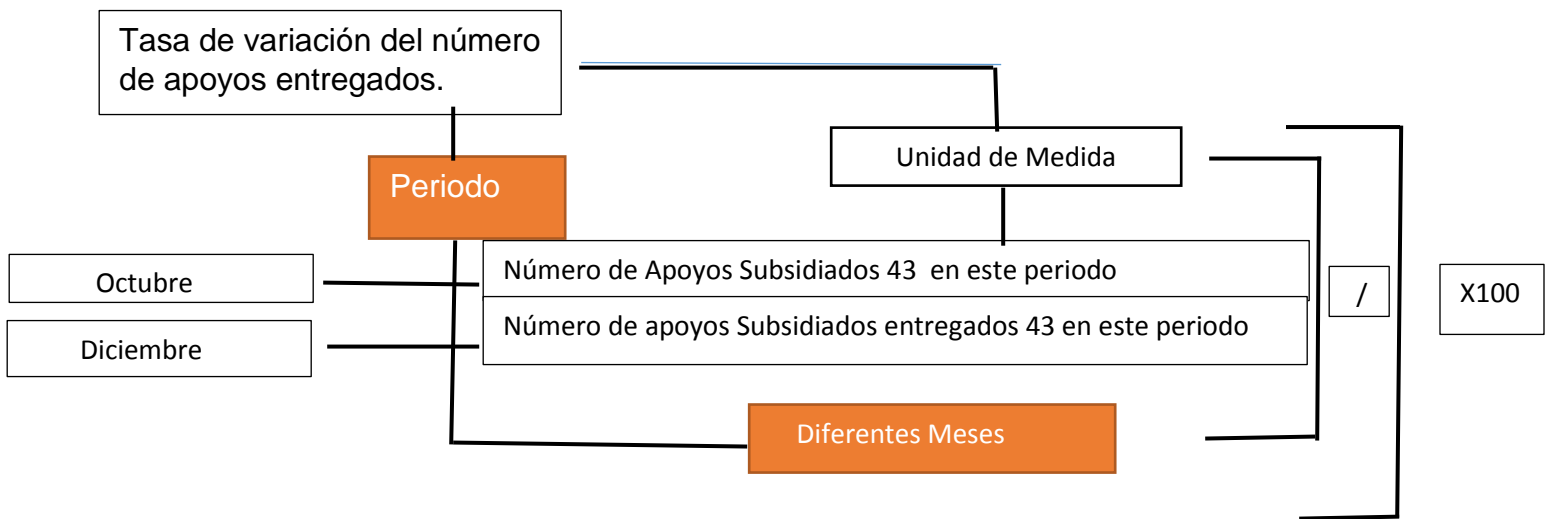 Tasa de variación del número
de apoyos entregados.
Unidad de Medida
Periodo
Octubre
Número de Apoyos Subsidiados 43  en este periodo
/
X100
Diciembre
Número de apoyos Subsidiados entregados 43 en este periodo
Diferentes Meses